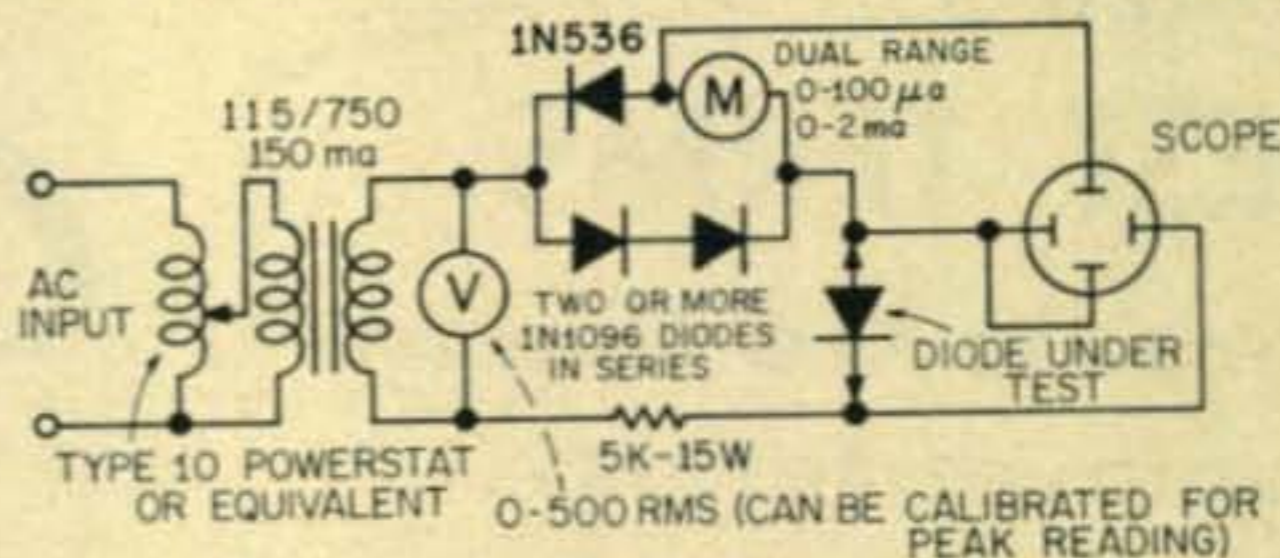 1N536
DUAL RANGE
0-100 μa
0-2 ma
M
115/750
150 ma
SCOPE
AC
INPUT
V
TWO OR MORE
1N1096 DIODES
IN SERIES
DIODE UNDER
TEST
5K-15W
TYPE 10 POWERSTAT
OR EQUIVALENT
0-500 RMS (CAN BE CALIBRATED FOR
PEAK READING)